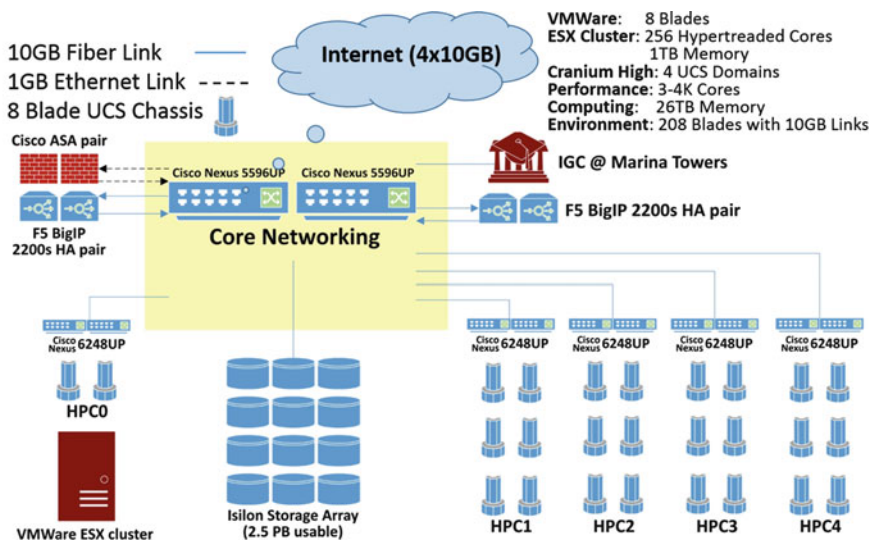 10GB Fiber Link
1GB Ethernet Link
8 Blade UCS Chassis
Internet (4x10GB)
VMWare: 8 Blades
ESX Cluster: 256 Hypertreaded Cores
1TB Memory
Cranium High: 4 UCS Domains
Performance: 3-4K Cores
Computing: 26TB Memory
Environment: 208 Blades with 10GB Links
Cisco ASA pair
F5 BigIP
2200s HA pair
Cisco Nexus 5596UP
Cisco Nexus 5596UP
Core Networking
IGC @ Marina Towers
F5 BigIP 2200s HA pair
Cisco
Nexus 6248UP
HPC0
VMWare ESX cluster
Isilon Storage Array
(2.5 PB usable)
Cisco
Nexus 6248UP
HPC1
Cisco
Nexus 6248UP
HPC2
Cisco
Nexus 6248UP
HPC3
Cisco
Nexus 6248UP
HPC4